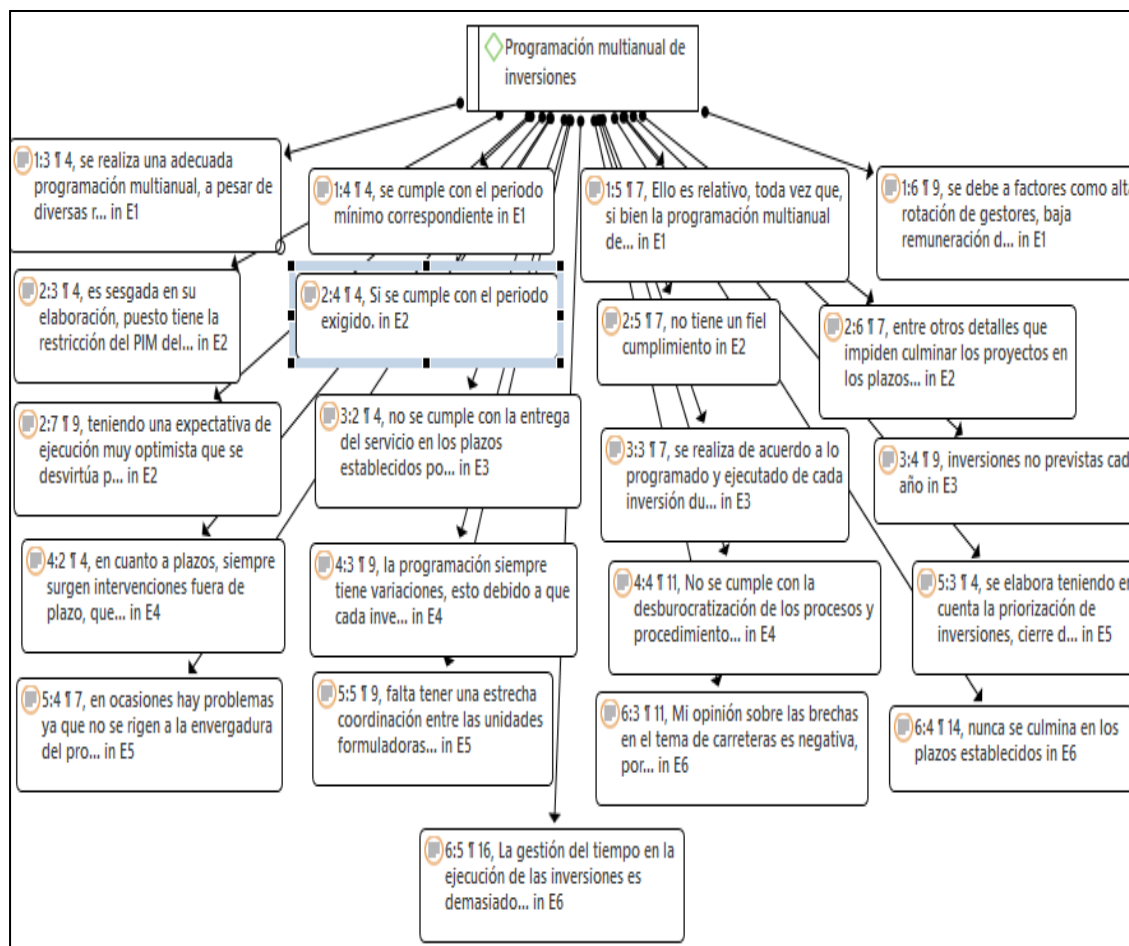 Programación multianual de
inversiones
1:3 ¶ 4, se realiza una adecuada
programación multianual, a pesar de
diversas r... in E1
1:4 ¶ 4, se cumple con el periodo
mínimo correspondiente in E1
1:5 ¶ 7, Ello es relativo, toda vez que,
si bien la programación multianual
de... in E1
1:6 ¶ 9, se debe a factores como alta
rotación de gestores, baja
remuneración d... in E1
2:3 ¶ 4, es sesgada en su
elaboración, puesto tiene la
restricción del PIM del... in E2
2:4 ¶ 4, Si se cumple con el periodo
exigido. in E2
2:5 ¶ 7, no tiene un fiel
cumplimiento in E2
2:6 ¶ 7, entre otros detalles que
impiden culminar los proyectos en
los plazos... in E2
2:7 ¶ 9, teniendo una expectativa de
ejecución muy optimista que se
desvirtúa p... in E2
3:2 ¶ 4, no se cumple con la entrega
del servicio en los plazos
establecidos po... in E3
3:3 ¶ 7, se realiza de acuerdo a lo
programado y ejecutado de cada
inversión du... in E3
3:4 ¶ 9, inversiones no previstas cad
año in E3
4:2 ¶ 4, en cuanto a plazos, siempre
surgen intervenciones fuera de
plazo, que... in E4
4:3 ¶ 9, la programación siempre
tiene variaciones, esto debido a que
cada inve... in E4
4:4 ¶ 11, No se cumple con la
desburocratización de los procesos y
procedimiento... in E4
5:3 ¶ 4, se elabora teniendo en
cuenta la priorización de
inversiones, cierre d... in E5
5:4 ¶ 7, en ocasiones hay problemas
ya que no se rigen a la envergadura
del pro... in E5
5:5 ¶ 9, falta tener una estrecha
coordinación entre las unidades
formuladoras... in E5
6:3 ¶ 11, Mi opinión sobre las brechas
en el tema de carreteras es negativa,
por... in E6
6:4 ¶ 14, nunca se culmina en los
plazos establecidos in E6
6:5 ¶ 16, La gestión del tiempo en la
ejecución de las inversiones es
demasiado... in E6